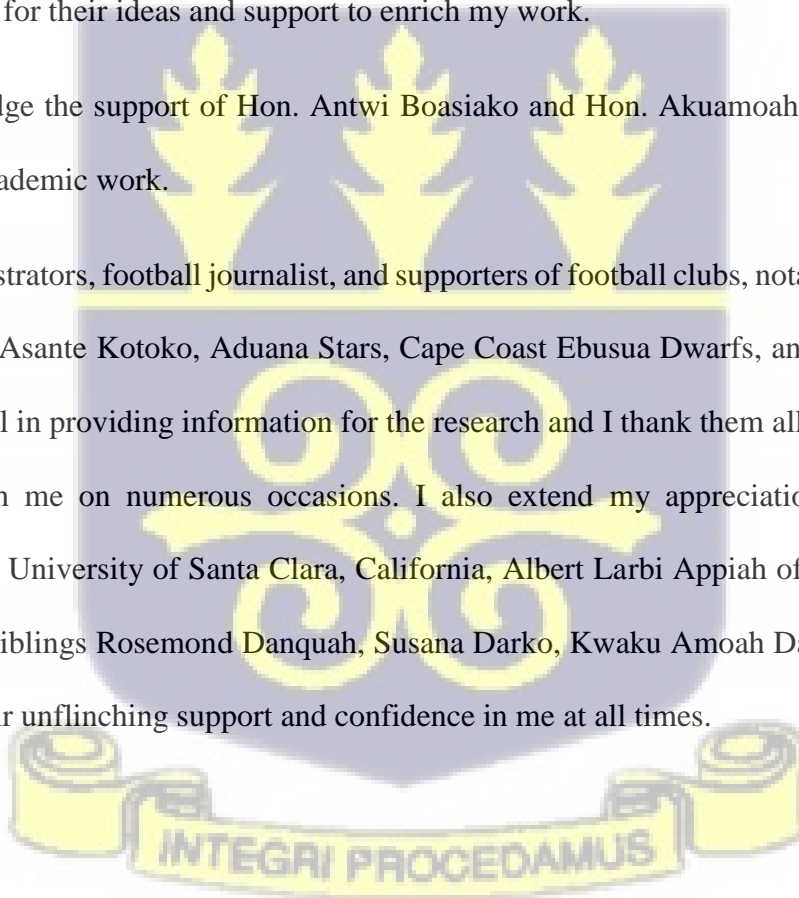 for their ideas and support to enrich my work.
dge the support of Hon. Antwi Boasiako and Hon. Akuamoah
ademic work.
strators, football journalist, and supporters of football clubs, nota
Asante Kotoko, Aduana Stars, Cape Coast Ebusua Dwarfs, an
l in providing information for the research and I thank them all
n me on numerous occasions. I also extend my appreciatio
University of Santa Clara, California, Albert Larbi Appiah of
iblings Rosemond Danquah, Susana Darko, Kwaku Amoah Da
ir unflinching support and confidence in me at all times.
INTEGRI PROCEDAMUS